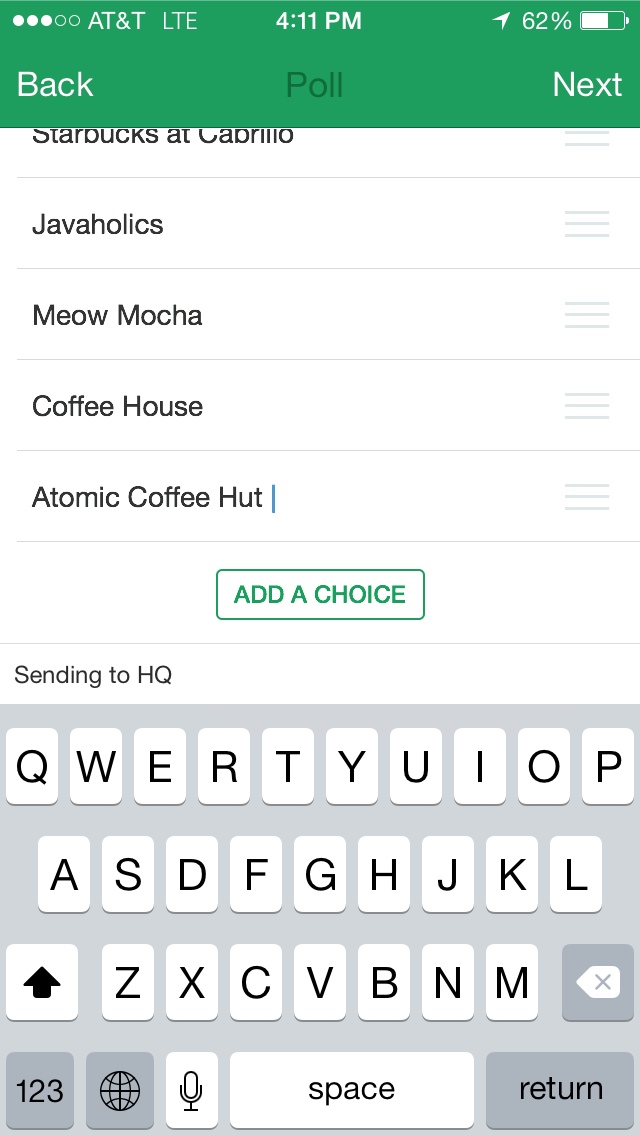 AT&T LTE 4:11 PM 62%
Back Poll Next
Starbucks at Cabrillo
Javaholics
Meow Mocha
Coffee House
Atomic Coffee Hut
ADD A CHOICE
Sending to HQ
Q W E R T Y U I O P
A S D F G H J K L
Z X C V B N M
123 space return